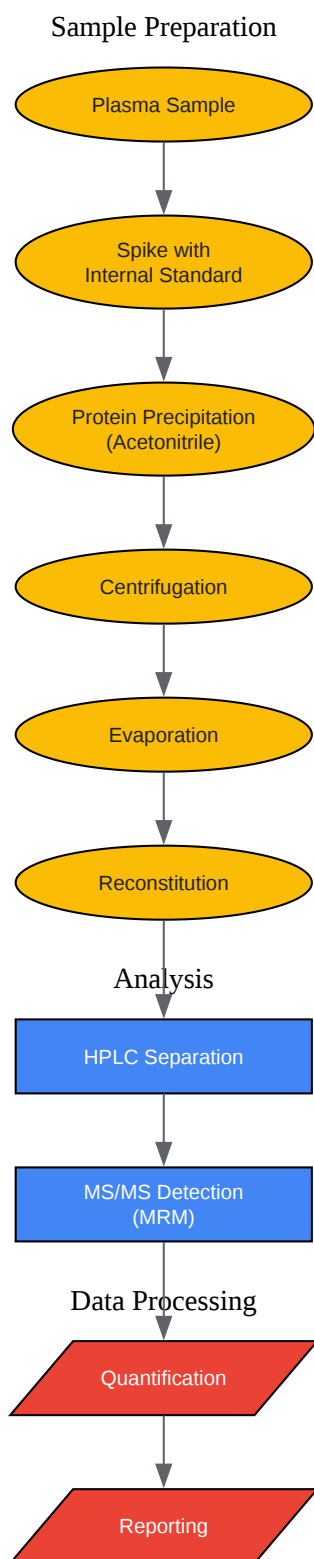 Sample Preparation
Plasma Sample
Spike with
Internal Standard
Protein Precipitation
(Acetonitrile)
Centrifugation
Evaporation
Reconstitution
Analysis
HPLC Separation
MS/MS Detection
(MRM)
Data Processing
Quantification
Reporting